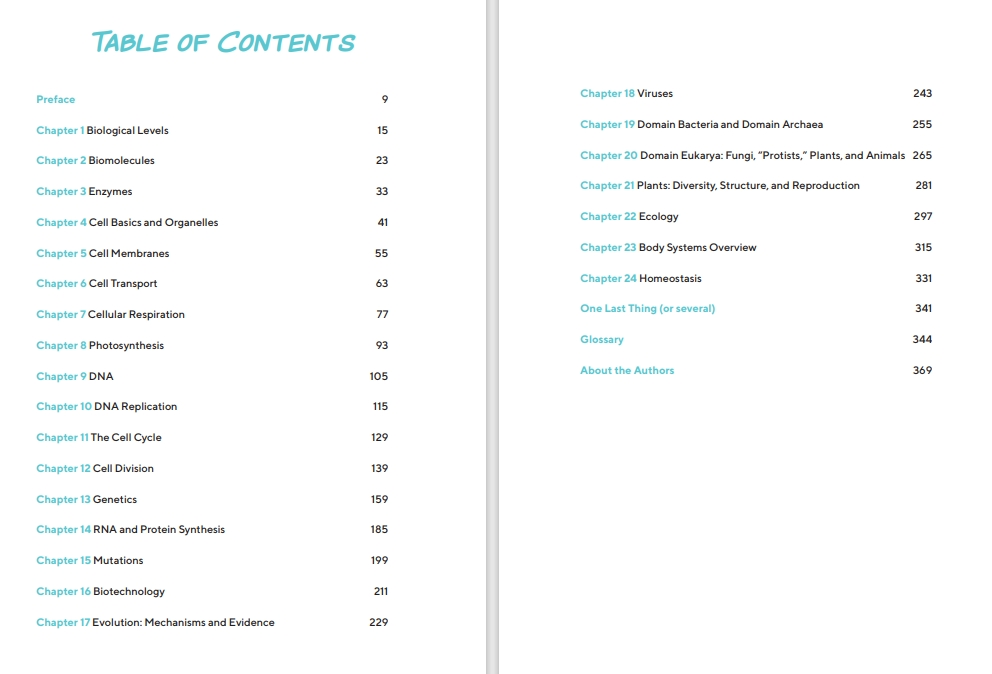 TABLE OF CONTENTS
Preface 9
Chapter 1 Biological Levels 15
Chapter 2 Biomolecules 23
Chapter 3 Enzymes 33
Chapter 4 Cell Basics and Organelles 41
Chapter 5 Cell Membranes 55
Chapter 6 Cell Transport 63
Chapter 7 Cellular Respiration 77
Chapter 8 Photosynthesis 93
Chapter 9 DNA 105
Chapter 10 DNA Replication 115
Chapter 11 The Cell Cycle 129
Chapter 12 Cell Division 139
Chapter 13 Genetics 159
Chapter 14 RNA and Protein Synthesis 185
Chapter 15 Mutations 199
Chapter 16 Biotechnology 211
Chapter 17 Evolution: Mechanisms and Evidence 229
Chapter 18 Viruses 243
Chapter 19 Domain Bacteria and Domain Archaea 255
Chapter 20 Domain Eukarya: Fungi, “Protists,” Plants, and Animals 265
Chapter 21 Plants: Diversity, Structure, and Reproduction 281
Chapter 22 Ecology 297
Chapter 23 Body Systems Overview 315
Chapter 24 Homeostasis 331
One Last Thing (or several) 341
Glossary 344
About the Authors 369